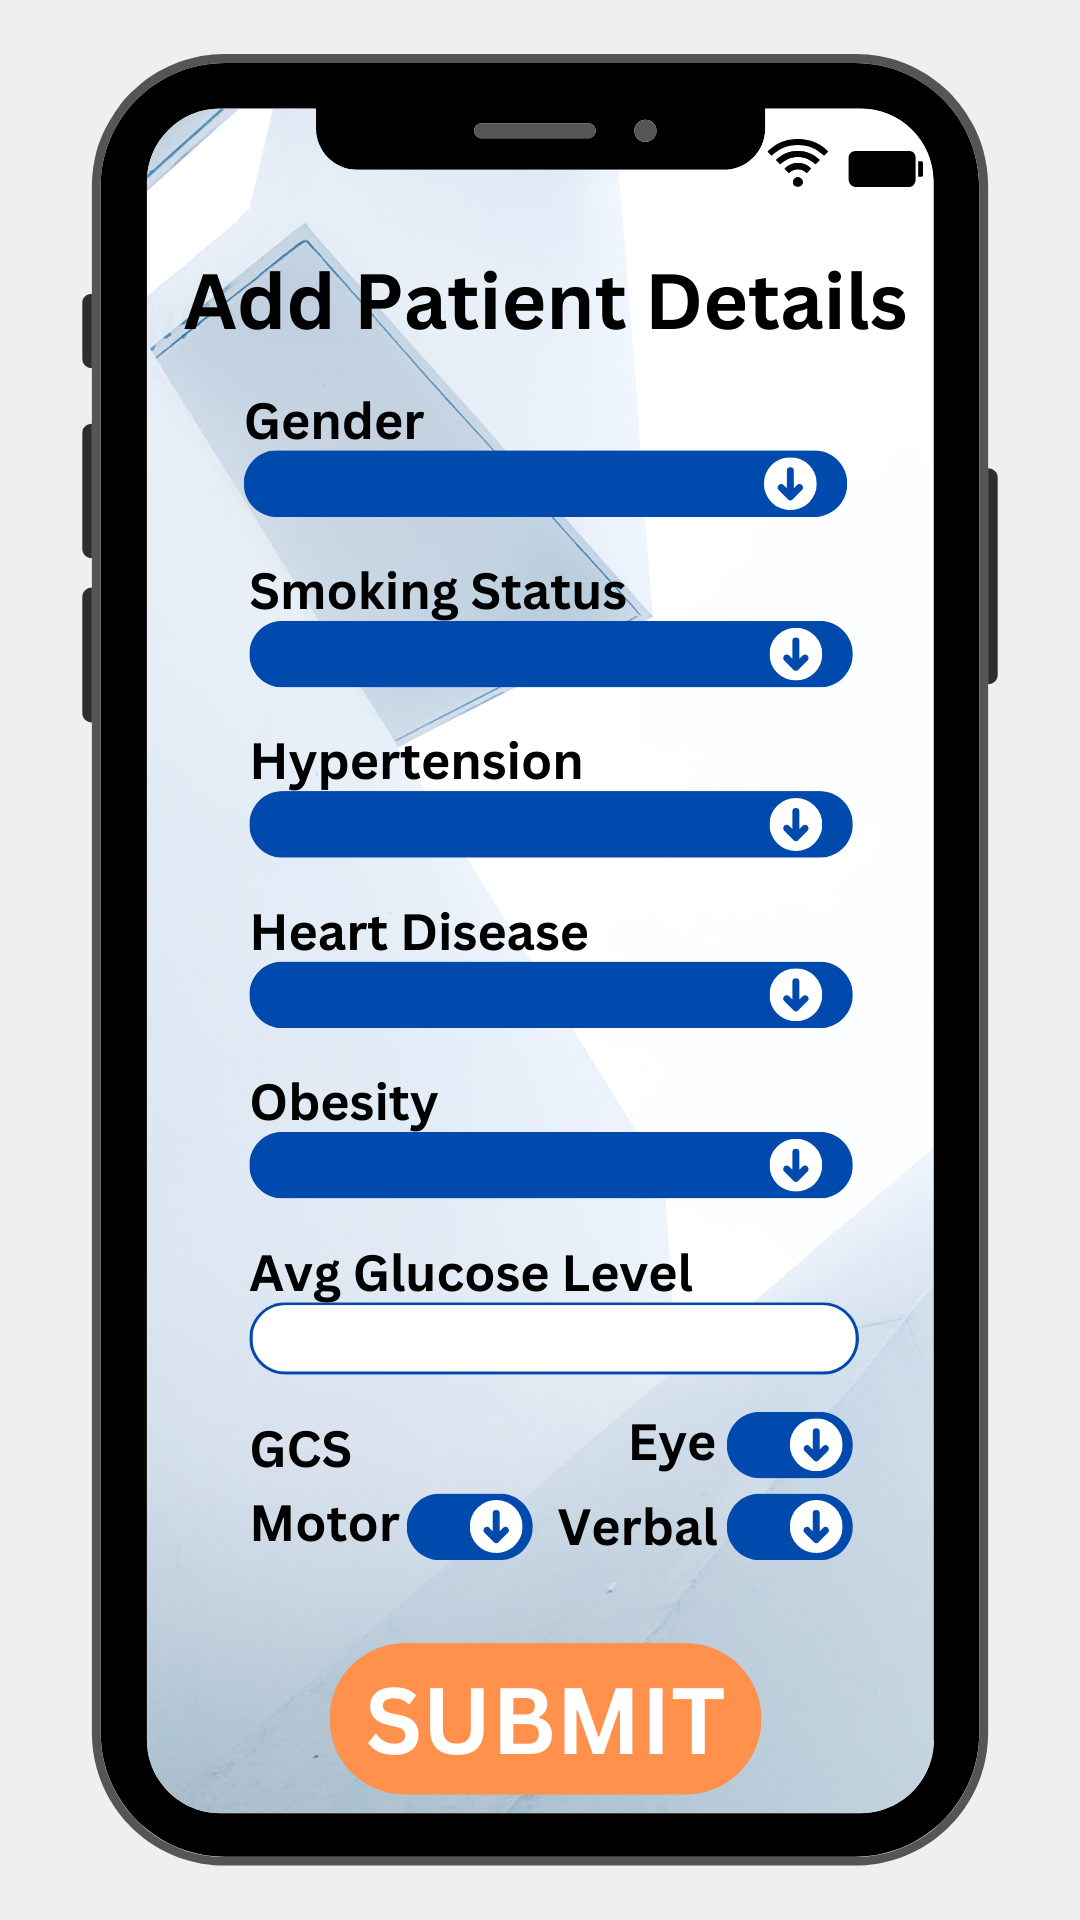 Add Patient Details
Gender
Smoking Status
Hypertension
Heart Disease
Obesity
Avg Glucose Level
GCS
Eye
Motor
Verbal
SUBMIT